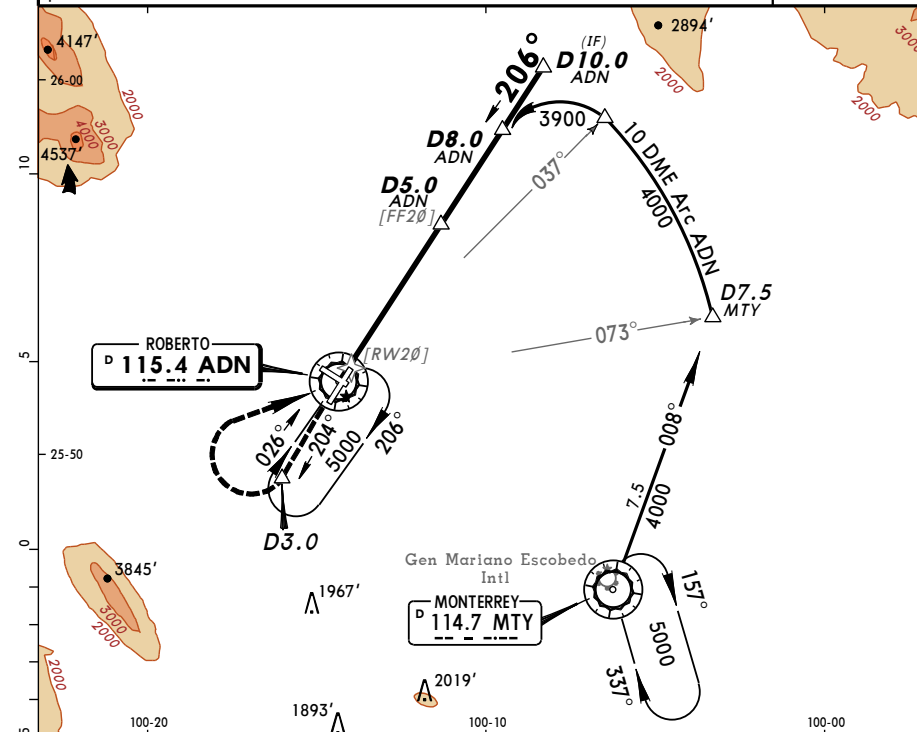 4147'
2894'
2000
3000
2000
2000
3000
4000
2000
4537'
26-00
206°
(IF)
D10.0
ADN
3900
D8.0
ADN
037°
10 DME Arc ADN
4000
10
D5.0
ADN
[FF20]
D7.5
MTY
073°
ROBERTO
D 115.4 ADN
[RW20]
5
008°
7.5
4000
026°
204°
5000
206°
25-50
D3.0
0
Gen Mariano Escobedo
Intl
MONTERREY
D 114.7 MTY
157°
5000
337°
3845'
3000
2000
1967'
2000
2019'
1893'
5
100-20
100-10
100-00